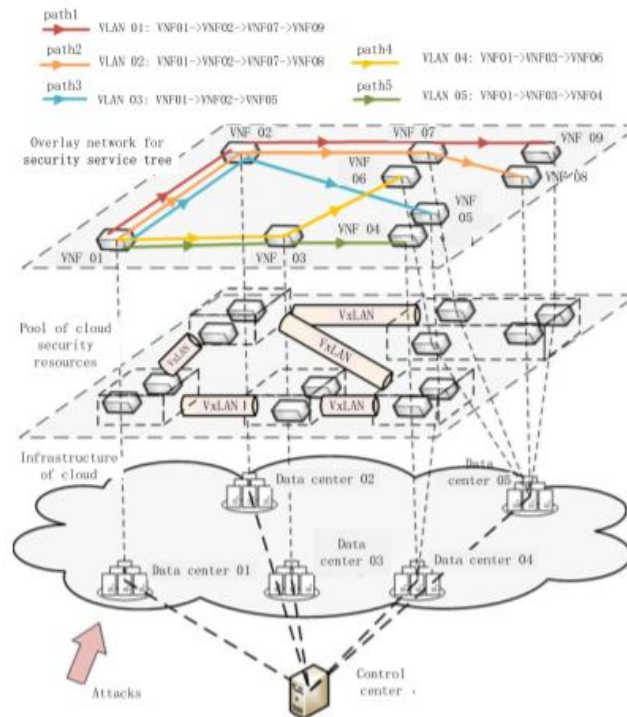 path1
VLAN 01: VNF01->VNF02->VNF07->VNF09
path2
VLAN 02: VNF01->VNF02->VNF07->VNF08
path4
VLAN 04: VNF01->VNF03->VNF06
path3
VLAN 03: VNF01->VNF02->VNF05
path5
VLAN 05: VNF01->VNF03->VNF04
Overlay network for
security service tree
VNF 02
VNF 07
VNF 09
VNF
06
VNF 08
VNF 04
VNF
05
VNF 01
VNF 03
Pool of cloud
security
resources
VxLAN
VxLAN
VxLAN
VxLAN 1
VxLAN
Infrastructure
of cloud
Data center 02
Data
center 05
Data center 01
Data
center 03
Data center 04
Attacks
Control
center